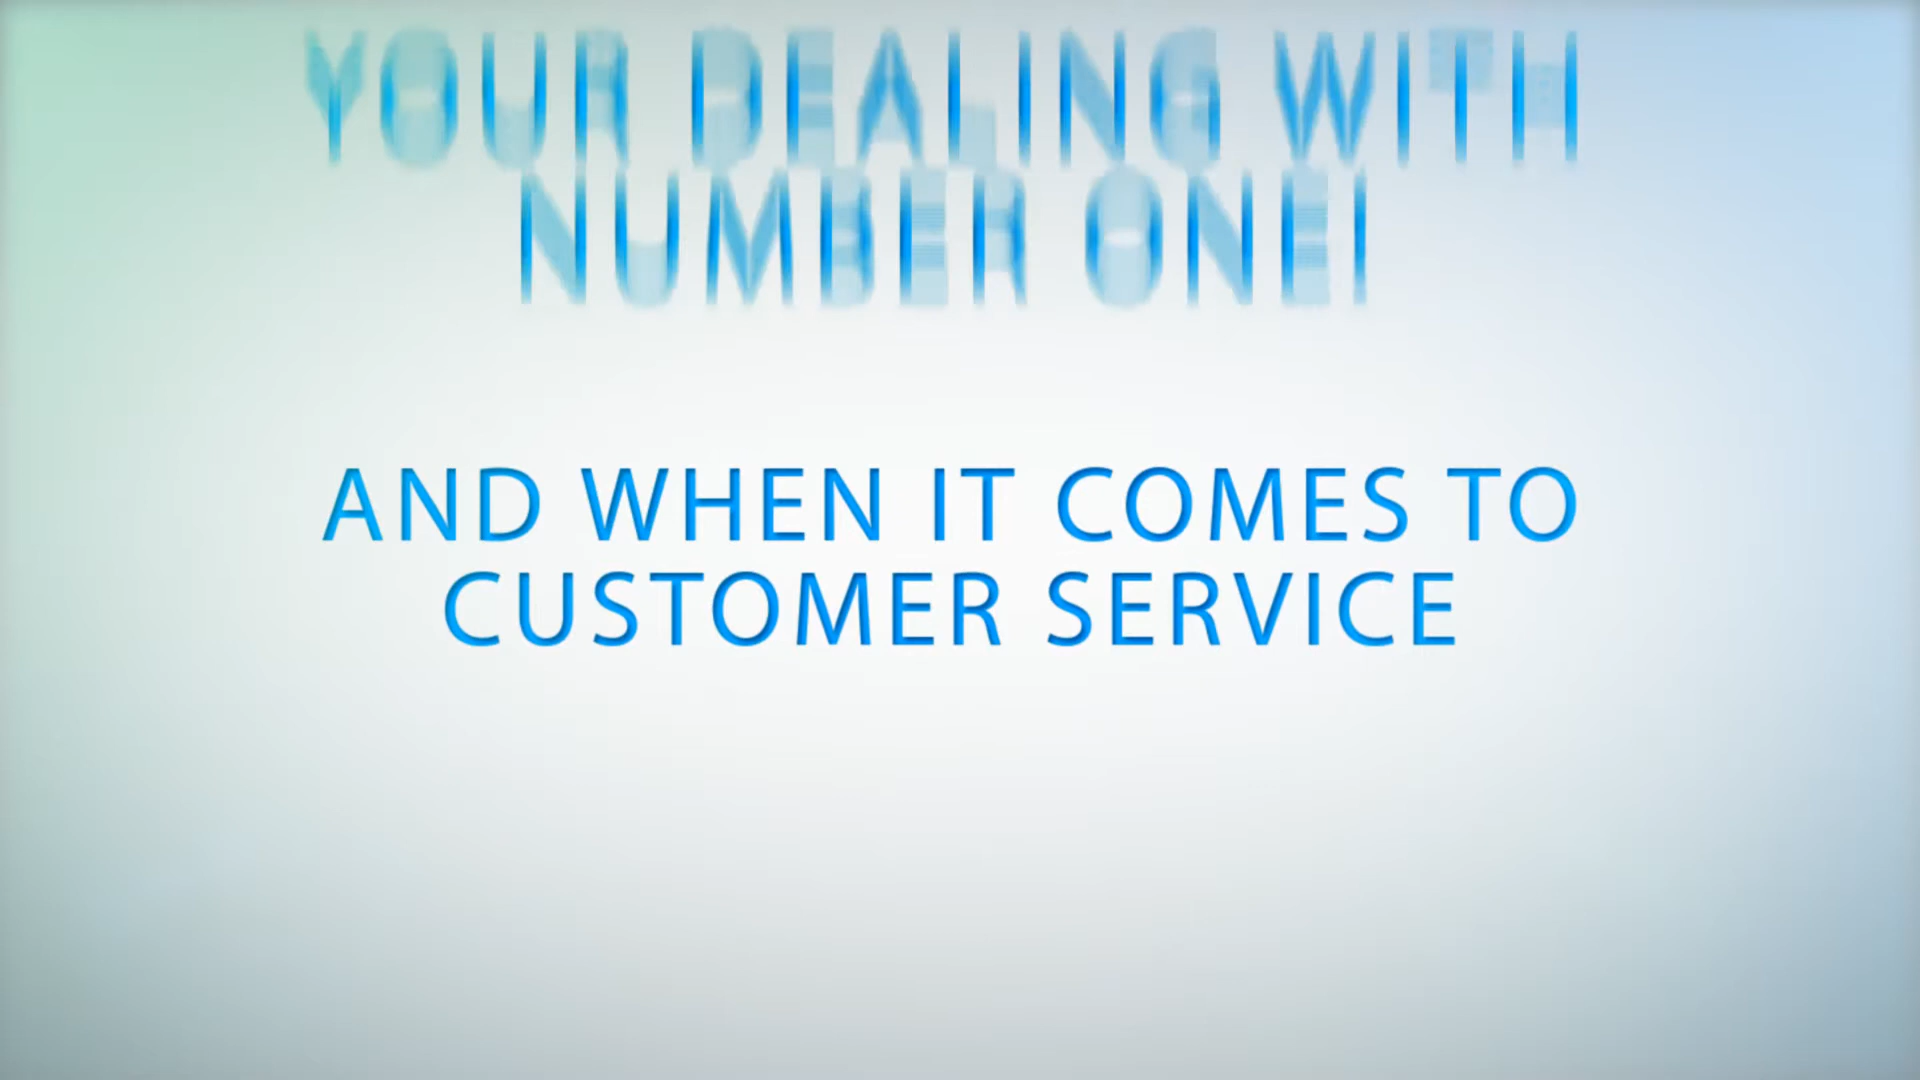 YOUR DEALING WITH
NUMBER ONE!
AND WHEN IT COMES TO
CUSTOMER SERVICE